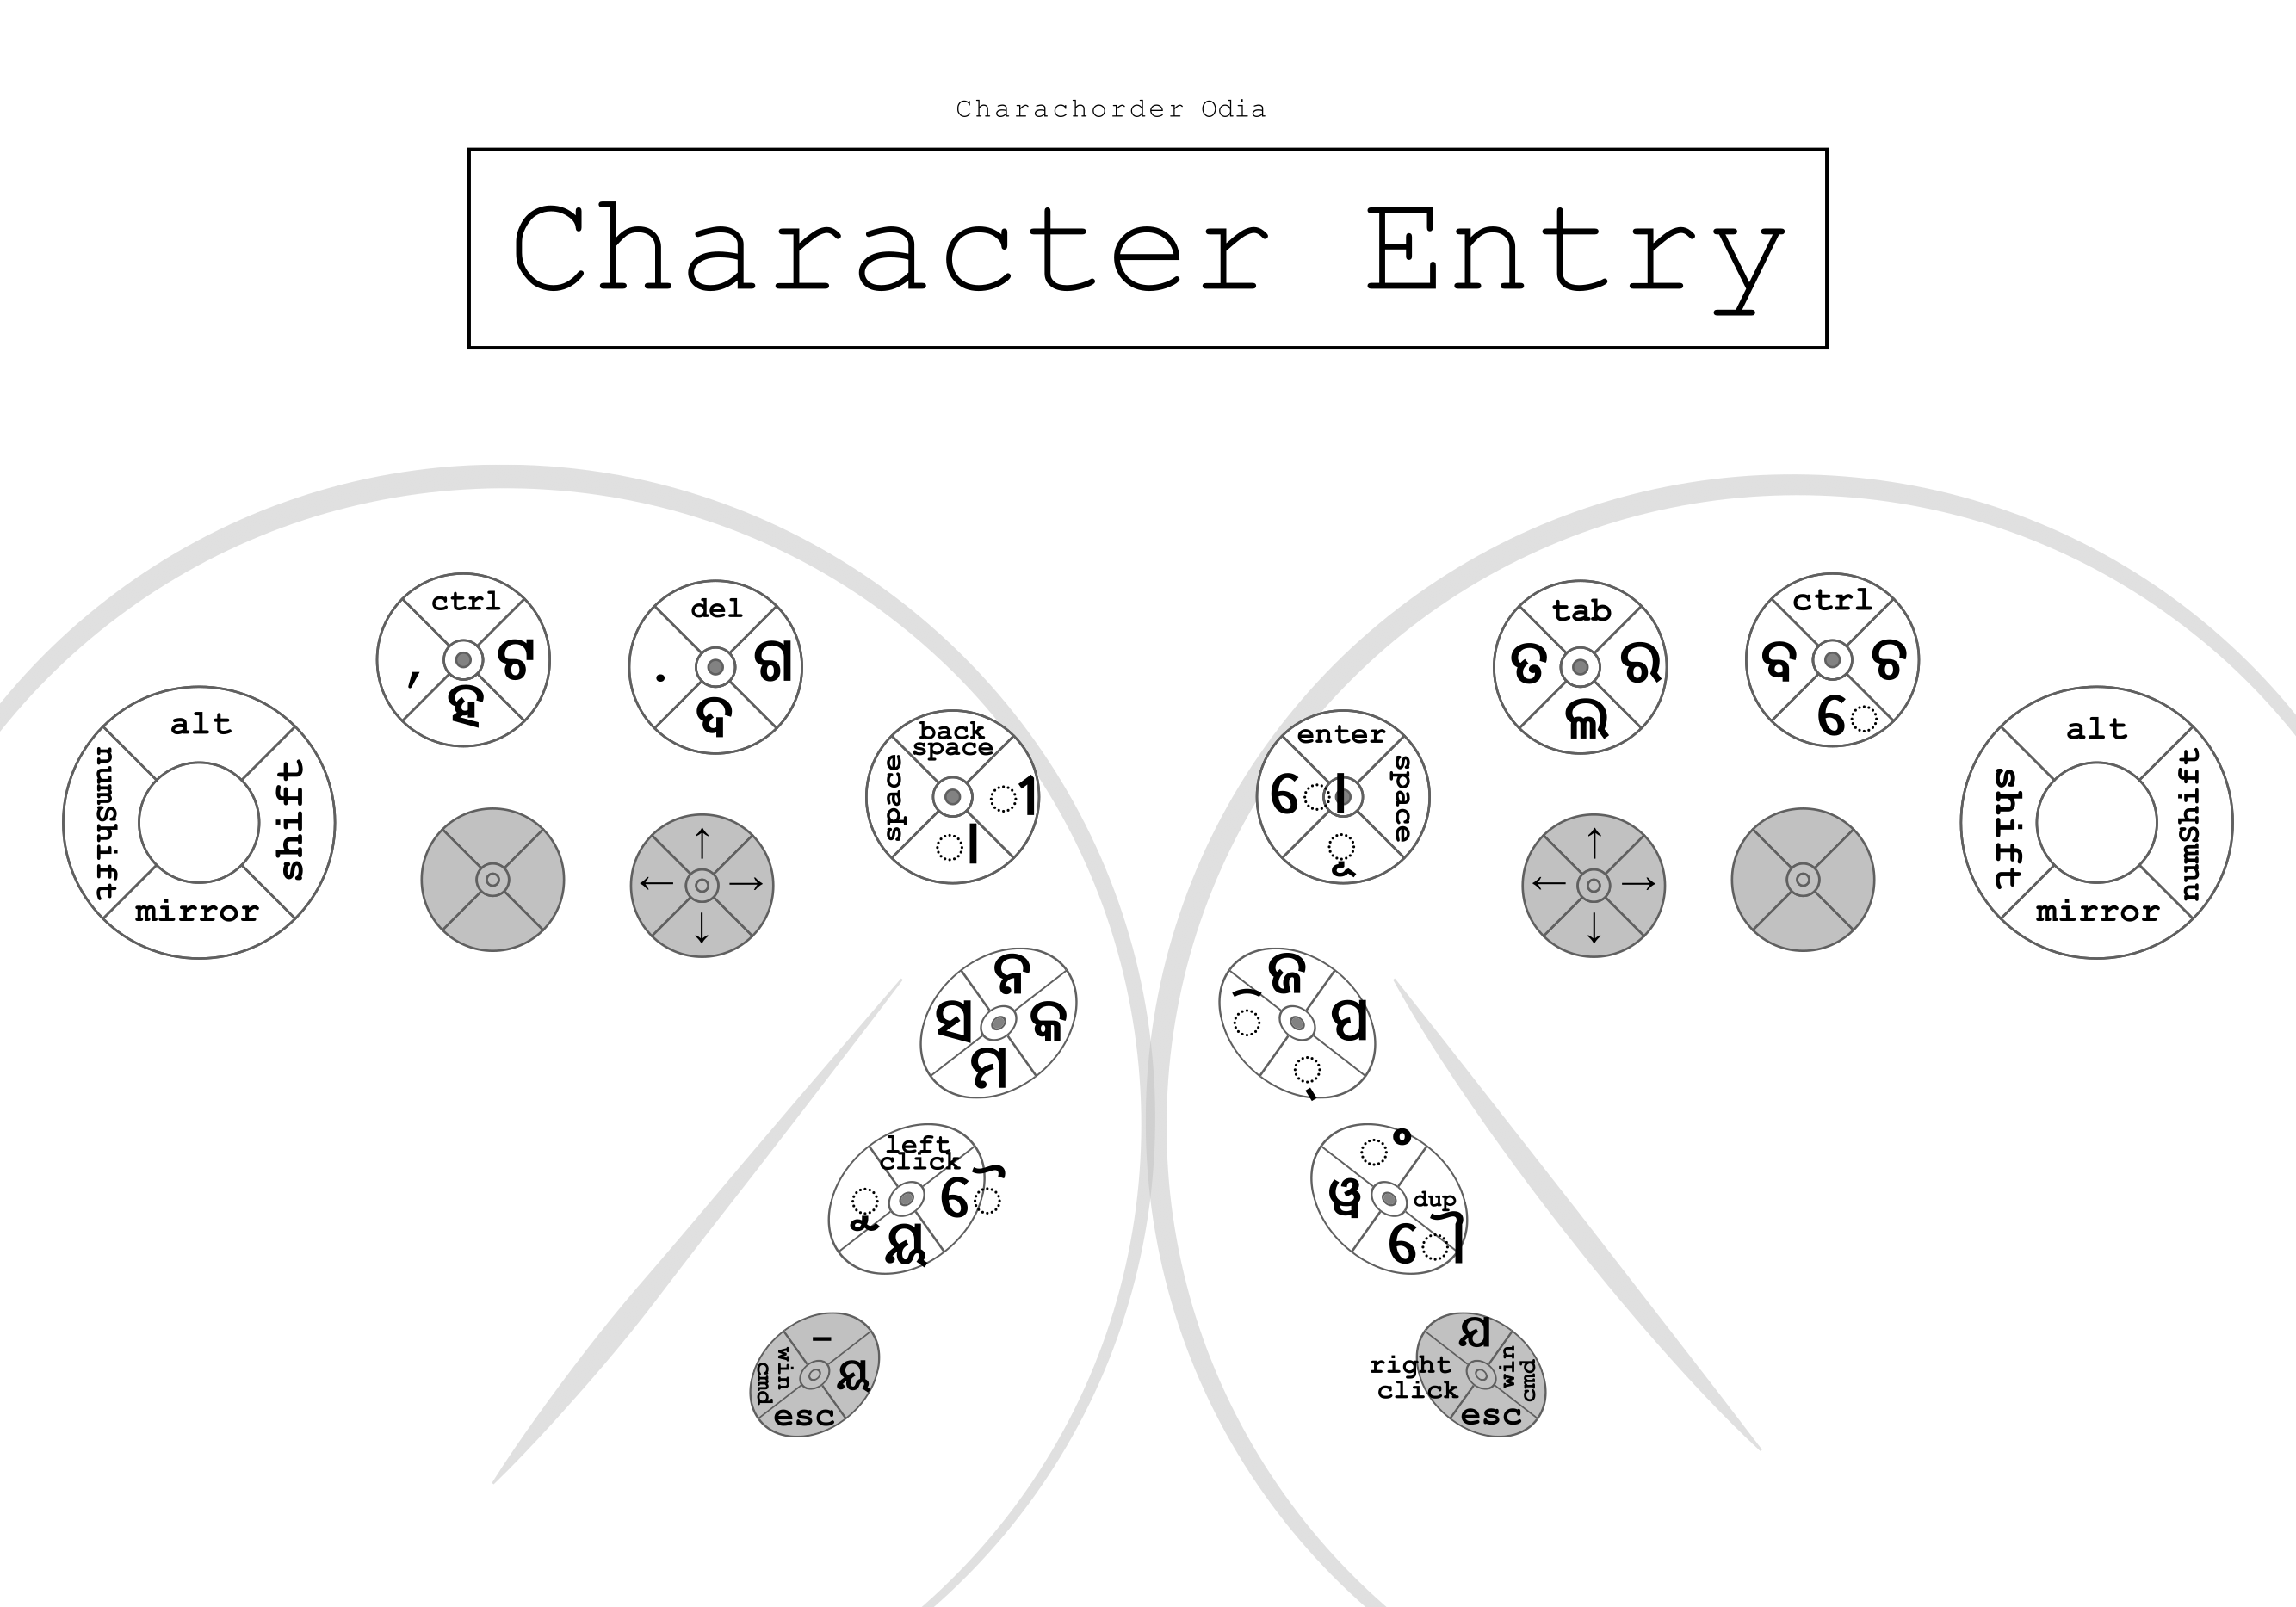 Charachorder Odia
Character Entry
ctrl
,
ଟ
ହ
del
.
ଗ
ଦ
back
space
space
ୀ
ା
alt
numShift
shift
mirror
↑
←
→
↓
ନ
ସ
କ
ମ
left
click
ୂ
ୈ
ୟ
-
win
cmd
ୟ
esc
enter
ୋ
space
ୁ
tab
ତ
ର
ଲ
ctrl
ବ
ଚ
େ
alt
shift
numShift
mirror
↑
←
→
↓
ଜ
ି
ପ
୍
ଂ
ୱ
dup
ୌ
ଯ
right
click
win
cmd
esc